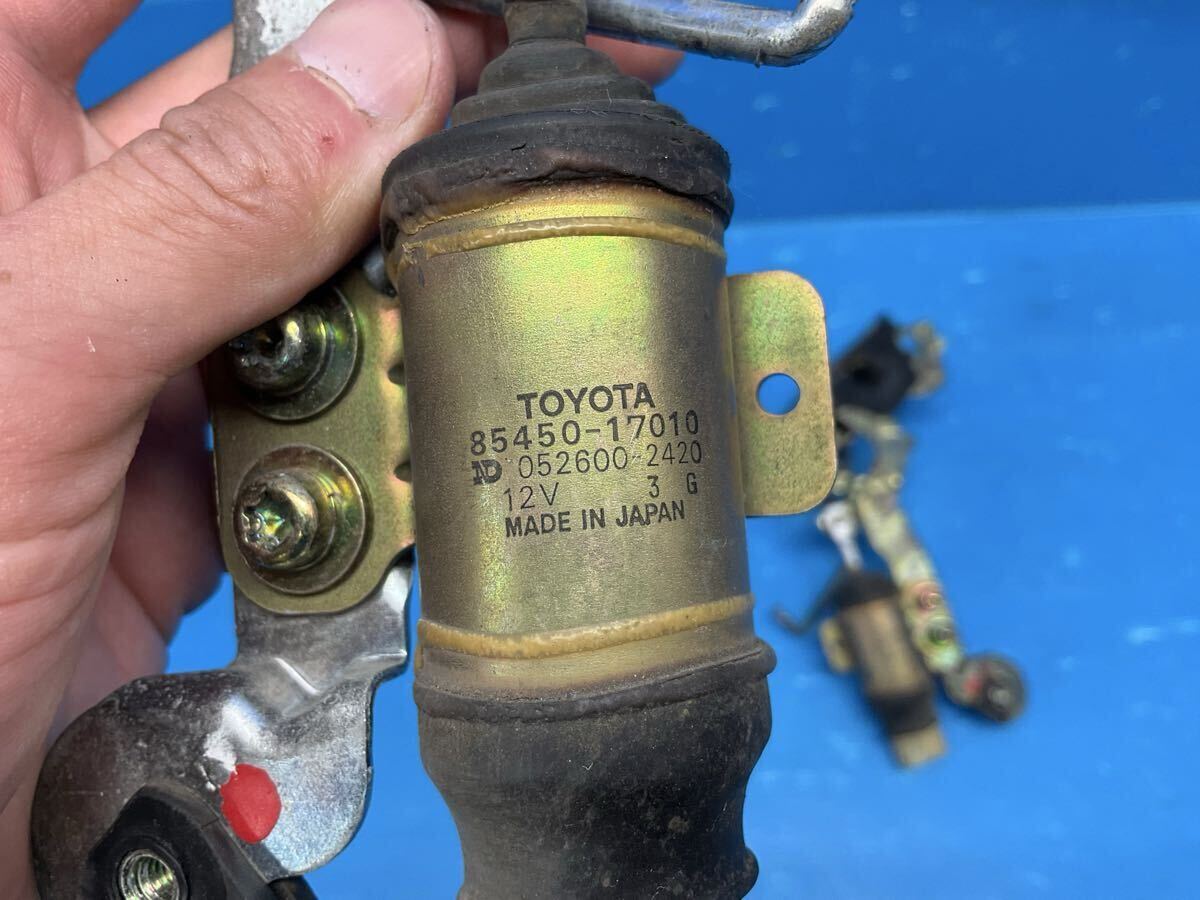 TOYOTA
85450-17010
ND 052600-2420
12V 3 G
MADE IN JAPAN